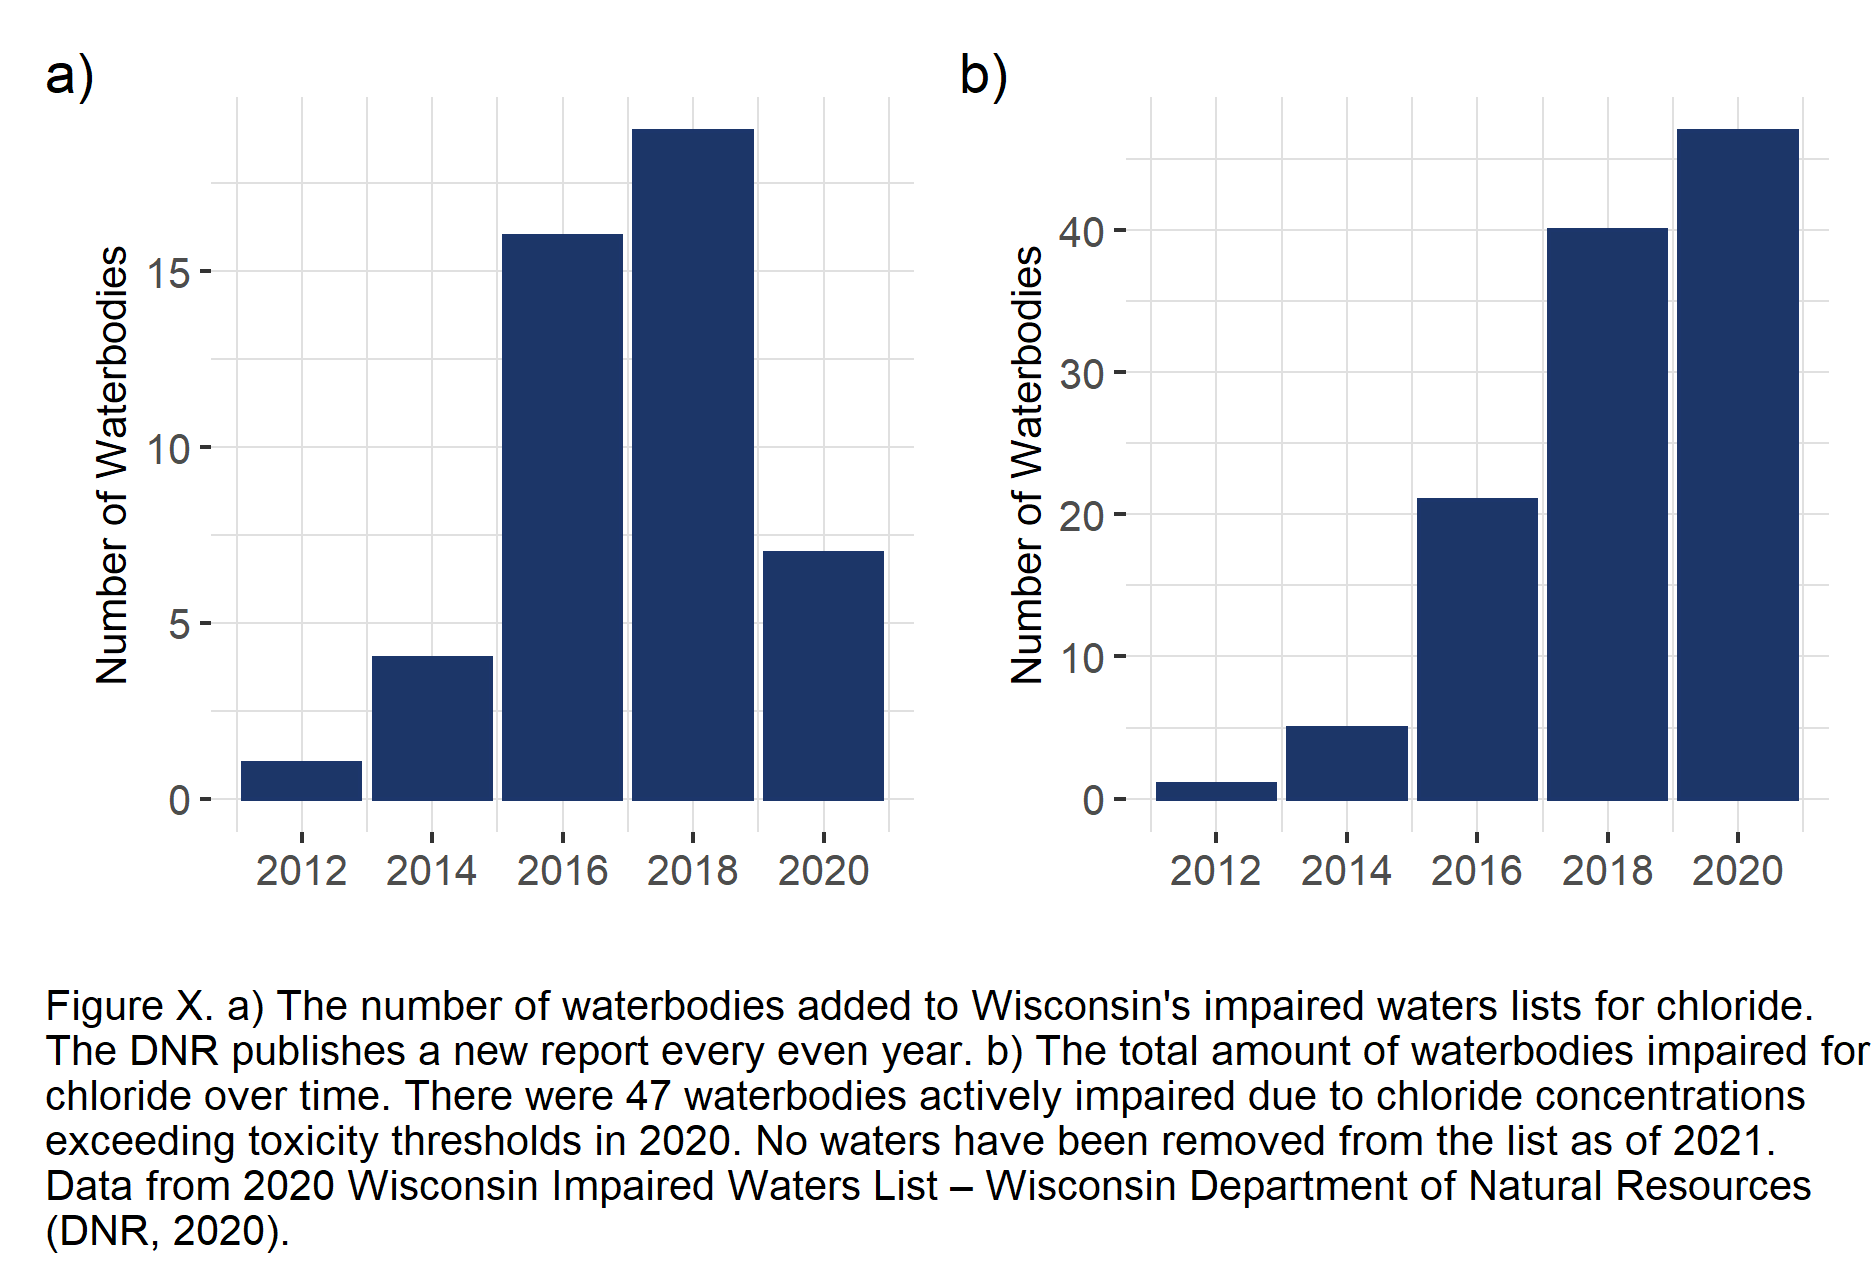 a)
Number of Waterbodies
15
10
5
0
2012 2014 2016 2018 2020
b)
Number of Waterbodies
40
30
20
10
0
2012 2014 2016 2018 2020
Figure X. a) The number of waterbodies added to Wisconsin's impaired waters lists for chloride.
The DNR publishes a new report every even year. b) The total amount of waterbodies impaired for
chloride over time. There were 47 waterbodies actively impaired due to chloride concentrations
exceeding toxicity thresholds in 2020. No waters have been removed from the list as of 2021.
Data from 2020 Wisconsin Impaired Waters List – Wisconsin Department of Natural Resources
(DNR, 2020).